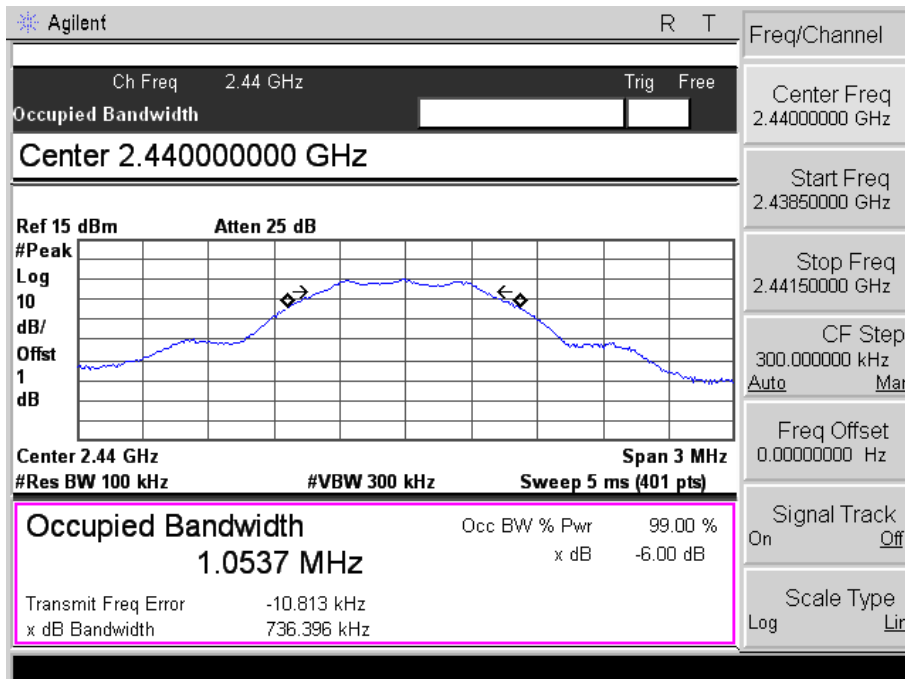 Agilent R T
Ch Freq 2.44 GHz Trig Free
Occupied Bandwidth
Center 2.440000000 GHz
Ref 15 dBm Atten 25 dB
#Peak
Log
10
dB/
Offst
1
dB
Center 2.44 GHz Span 3 MHz
#Res BW 100 kHz #VBW 300 kHz Sweep 5 ms (401 pts)
Occupied Bandwidth
1.0537 MHz
Occ BW % Pwr 99.00 %
x dB -6.00 dB
Transmit Freq Error -10.813 kHz
x dB Bandwidth 736.396 kHz
Freq/Channel
Center Freq
2.44000000 GHz
Start Freq
2.43850000 GHz
Stop Freq
2.44150000 GHz
CF Step
300.000000 kHz
Auto Man
Freq Offset
0.00000000 Hz
Signal Track
On Off
Scale Type
Log Lin